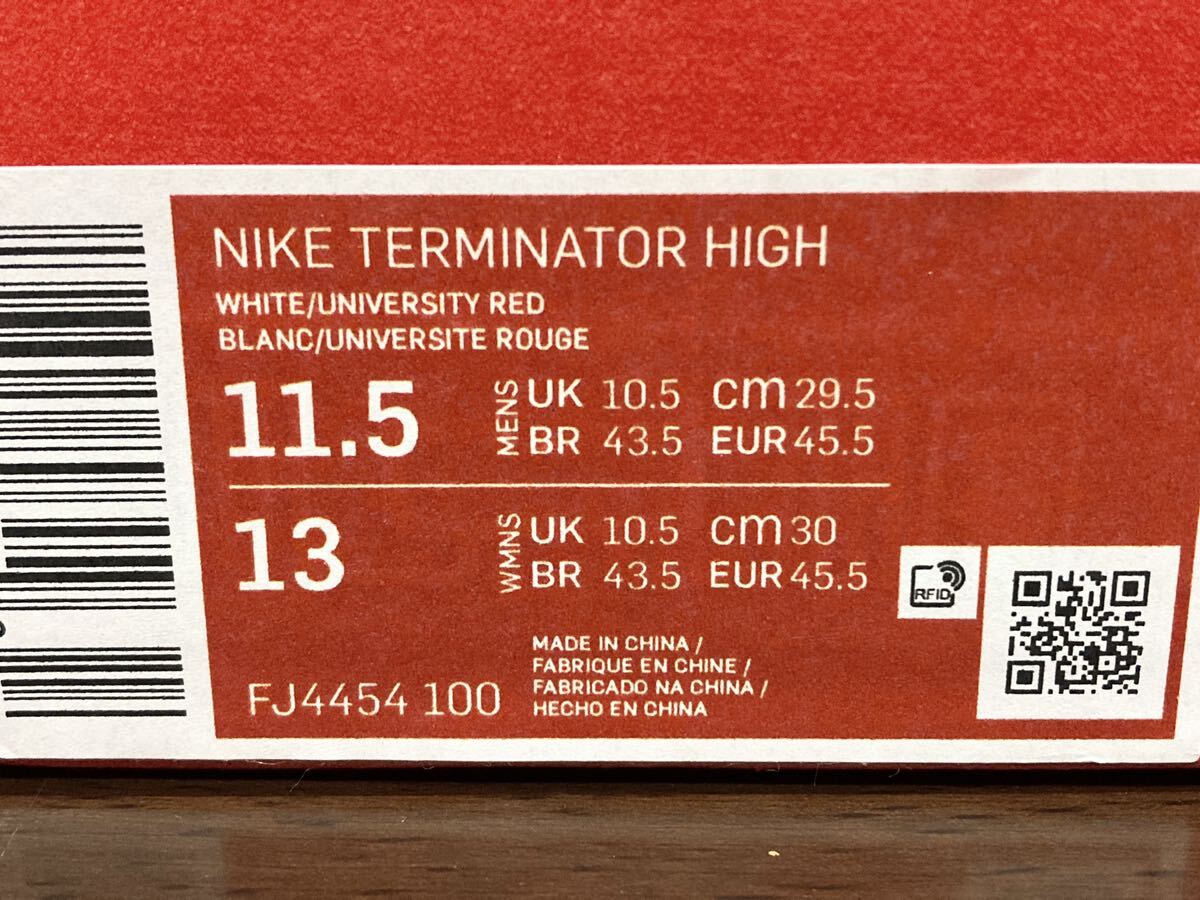 NIKE TERMINATOR HIGH
WHITE/UNIVERSITY RED
BLANC/UNIVERSITE ROUGE
11.5 MENS UK 10.5 cm 29.5
BR 43.5 EUR 45.5
13 WMNS UK 10.5 cm 30
BR 43.5 EUR 45.5
RFID
MADE IN CHINA /
FABRIQUE EN CHINE /
FABRICADO NA CHINA /
HECHO EN CHINA
FJ4454 100